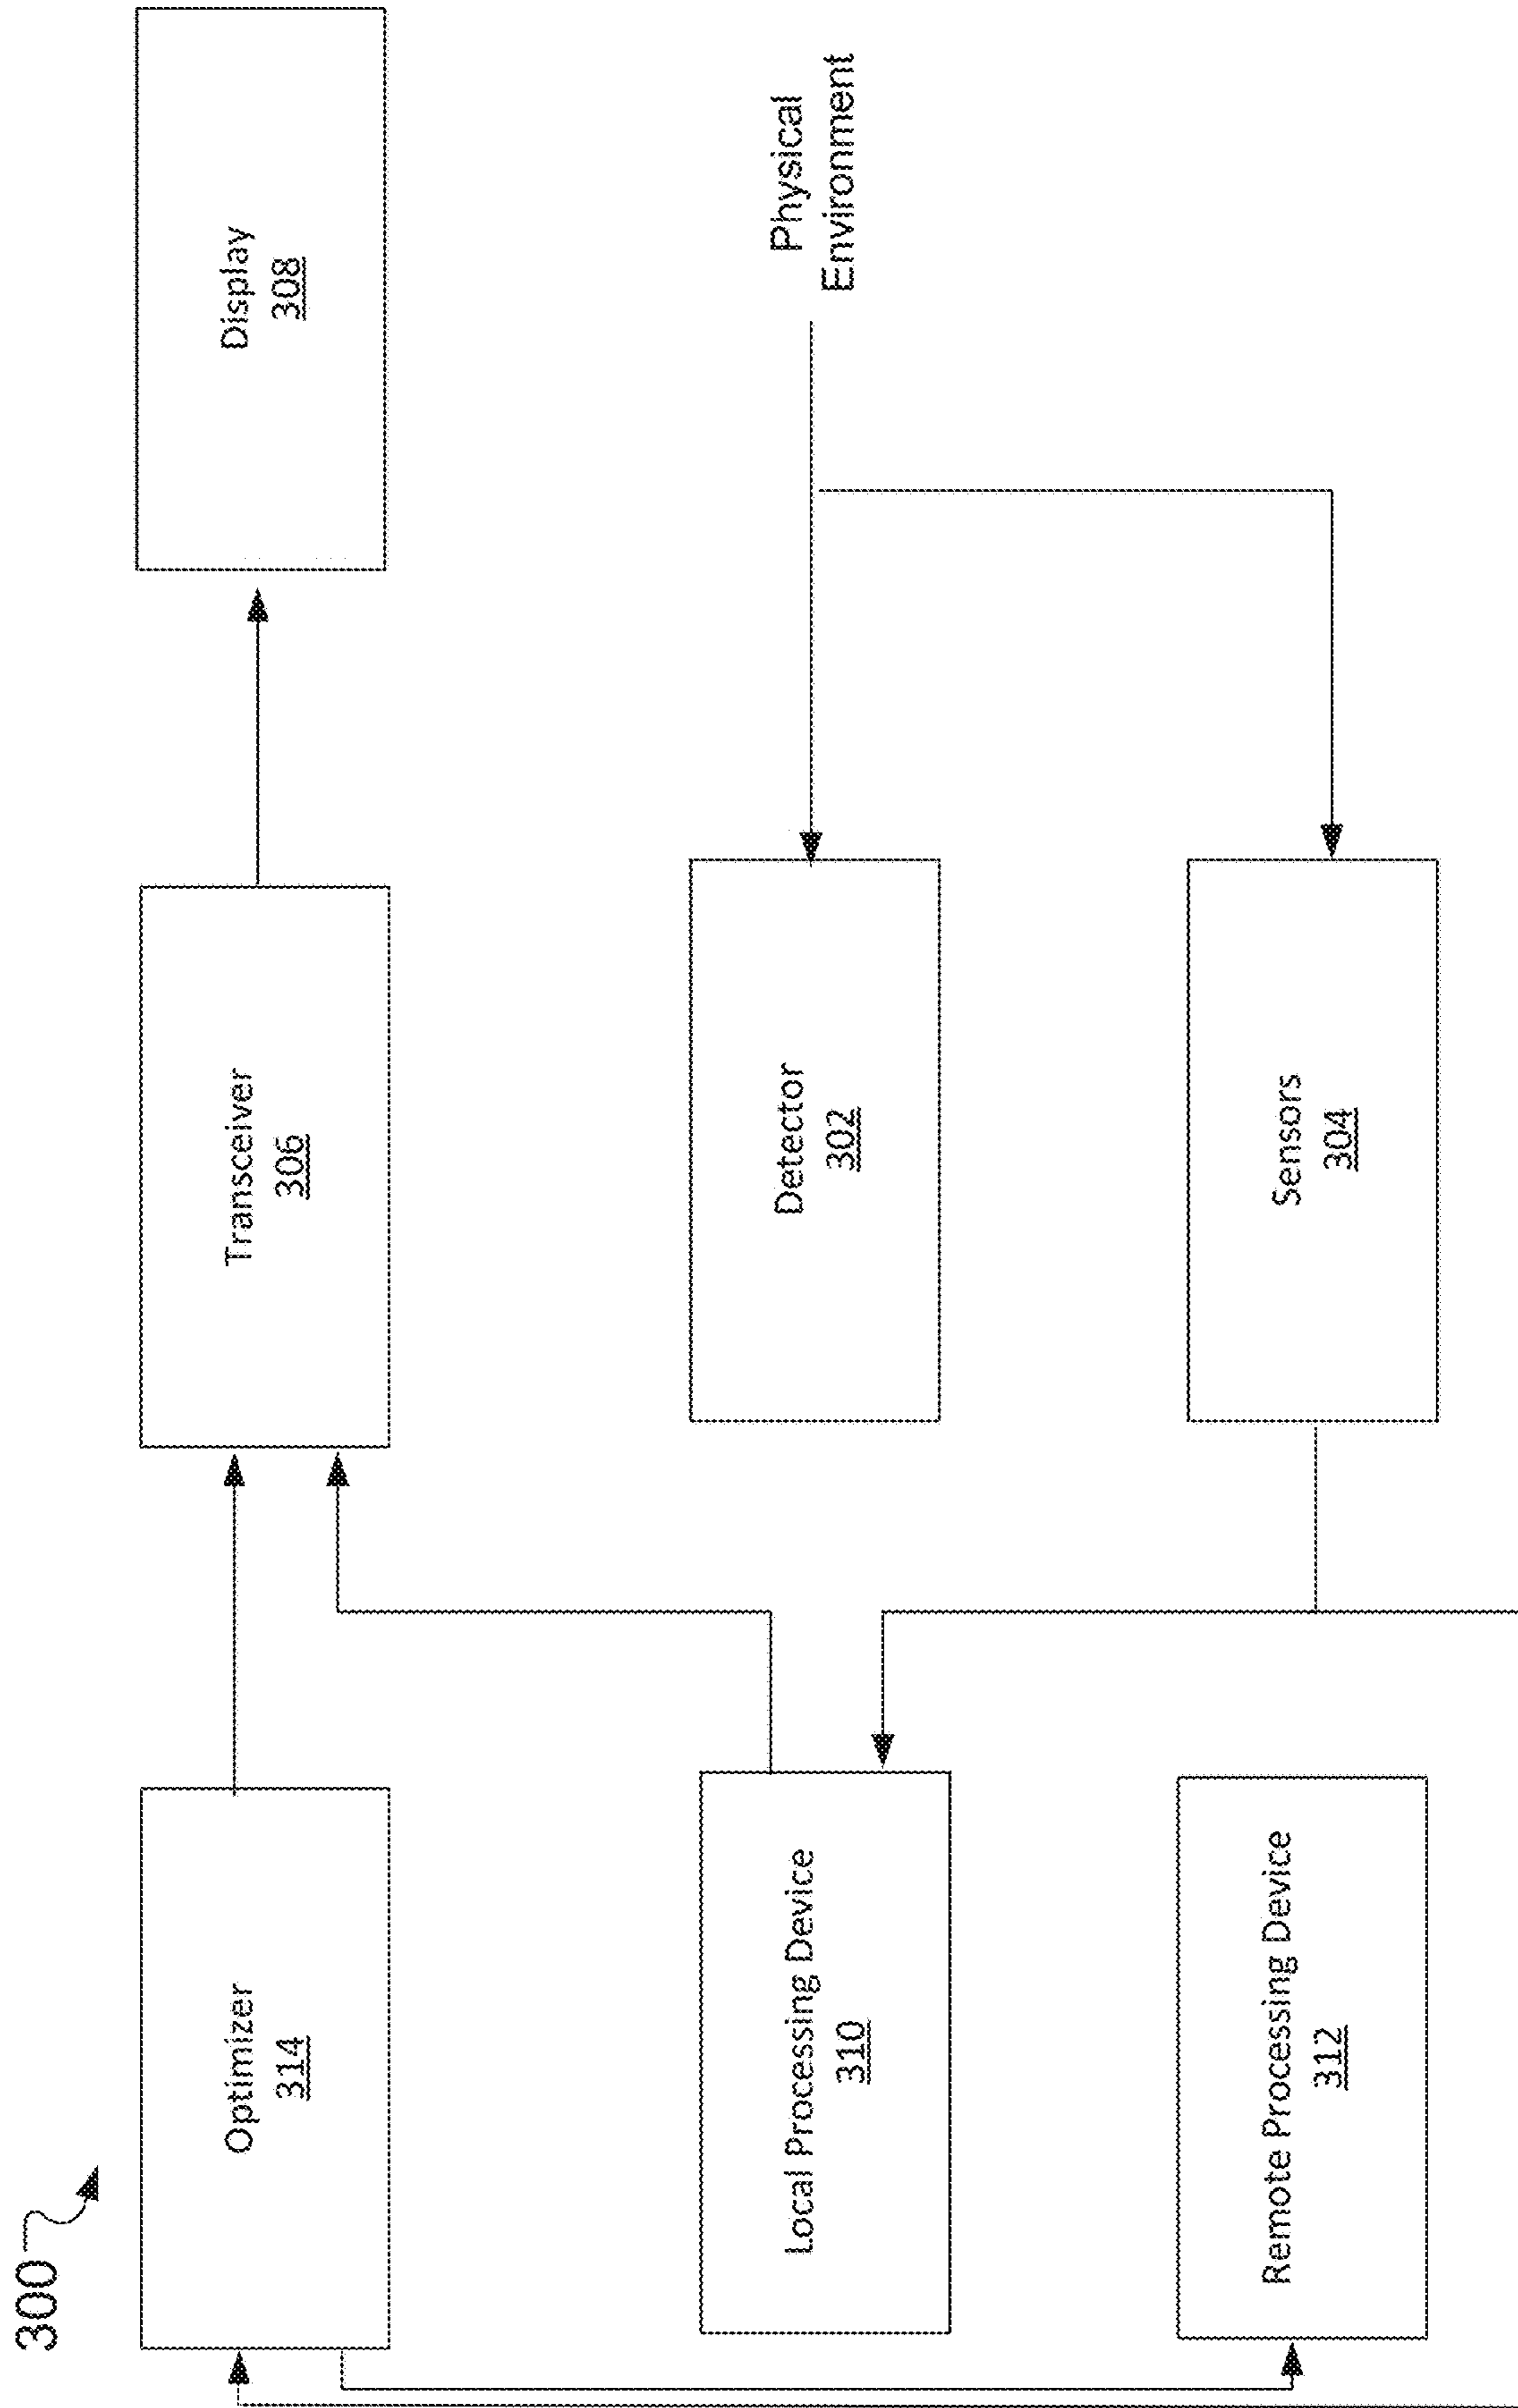 300
Optimizer
314
Transceiver
306
Display
308
Local Processing Device
310
Detector
302
Physical
Environment
Remote Processing Device
312
Sensors
304